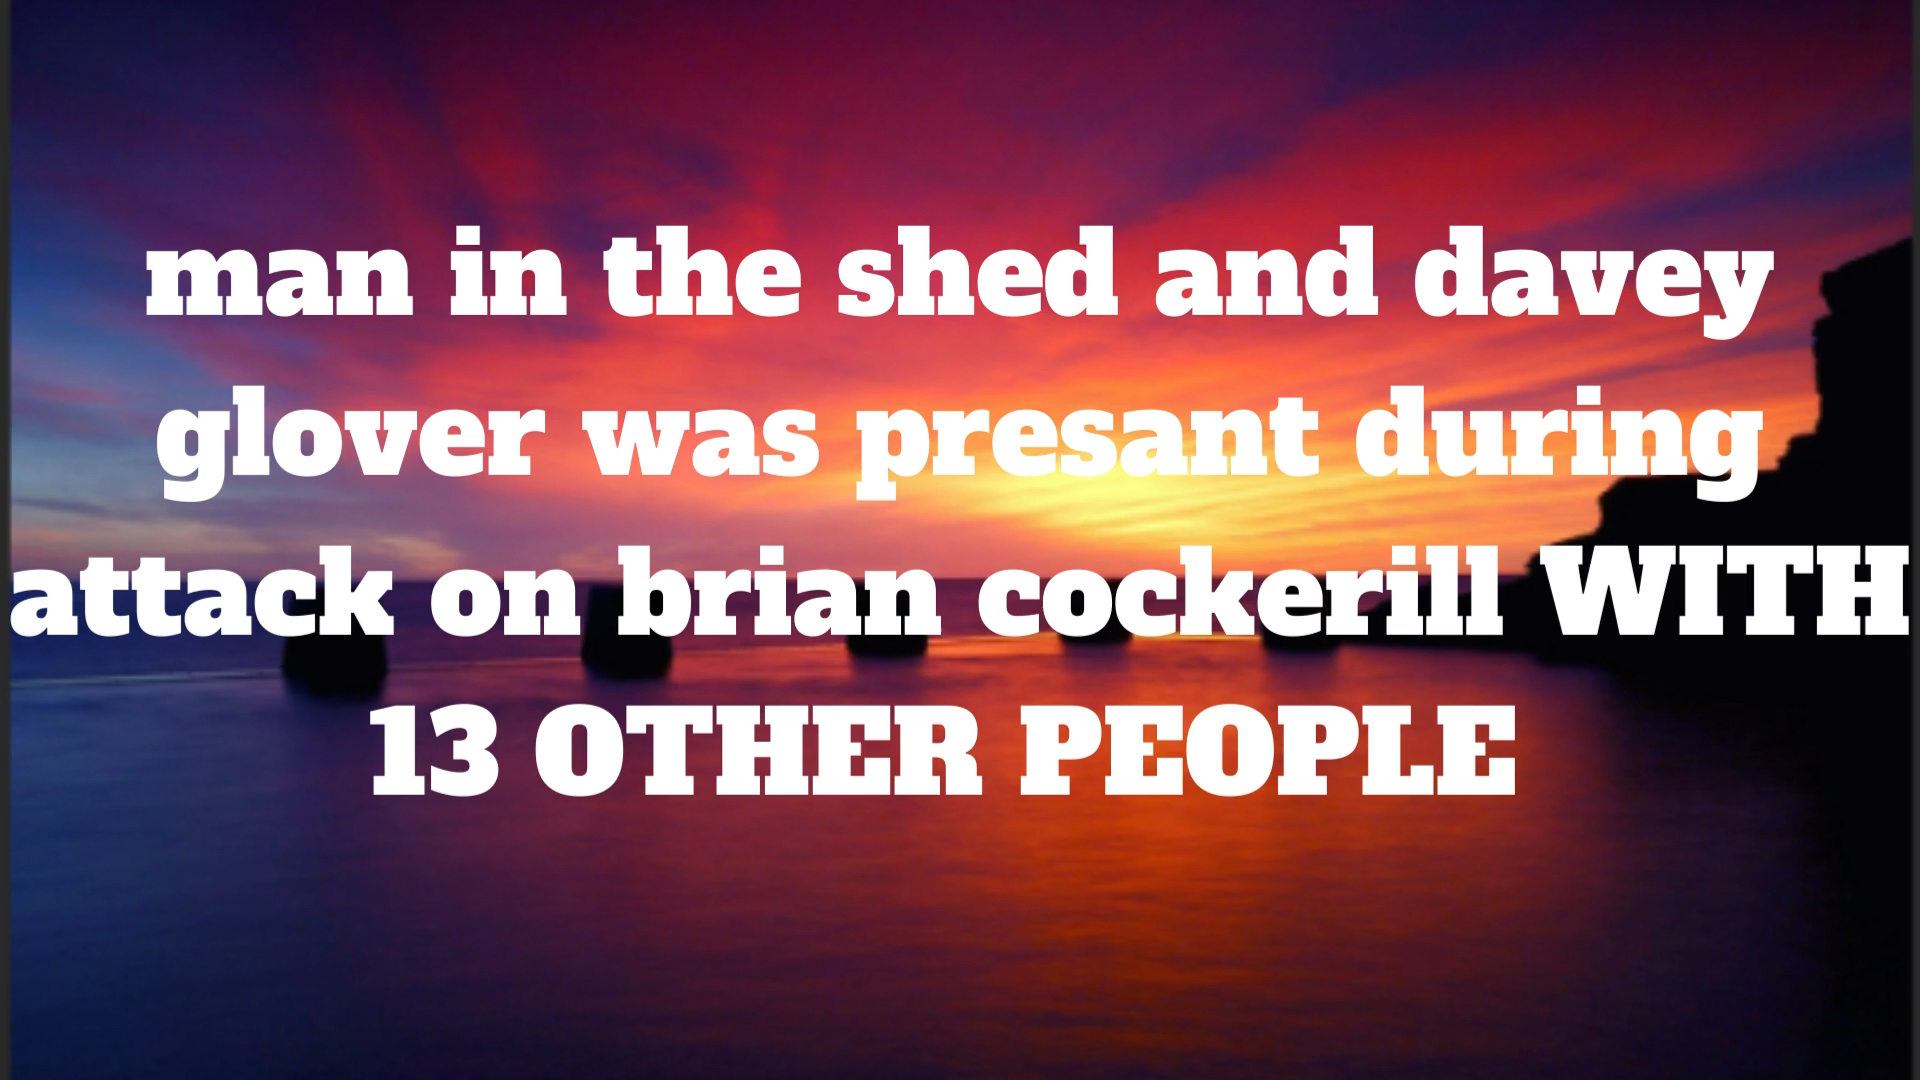 man in the shed and davey
glover was presant during
attack on brian cockerill WITH
13 OTHER PEOPLE